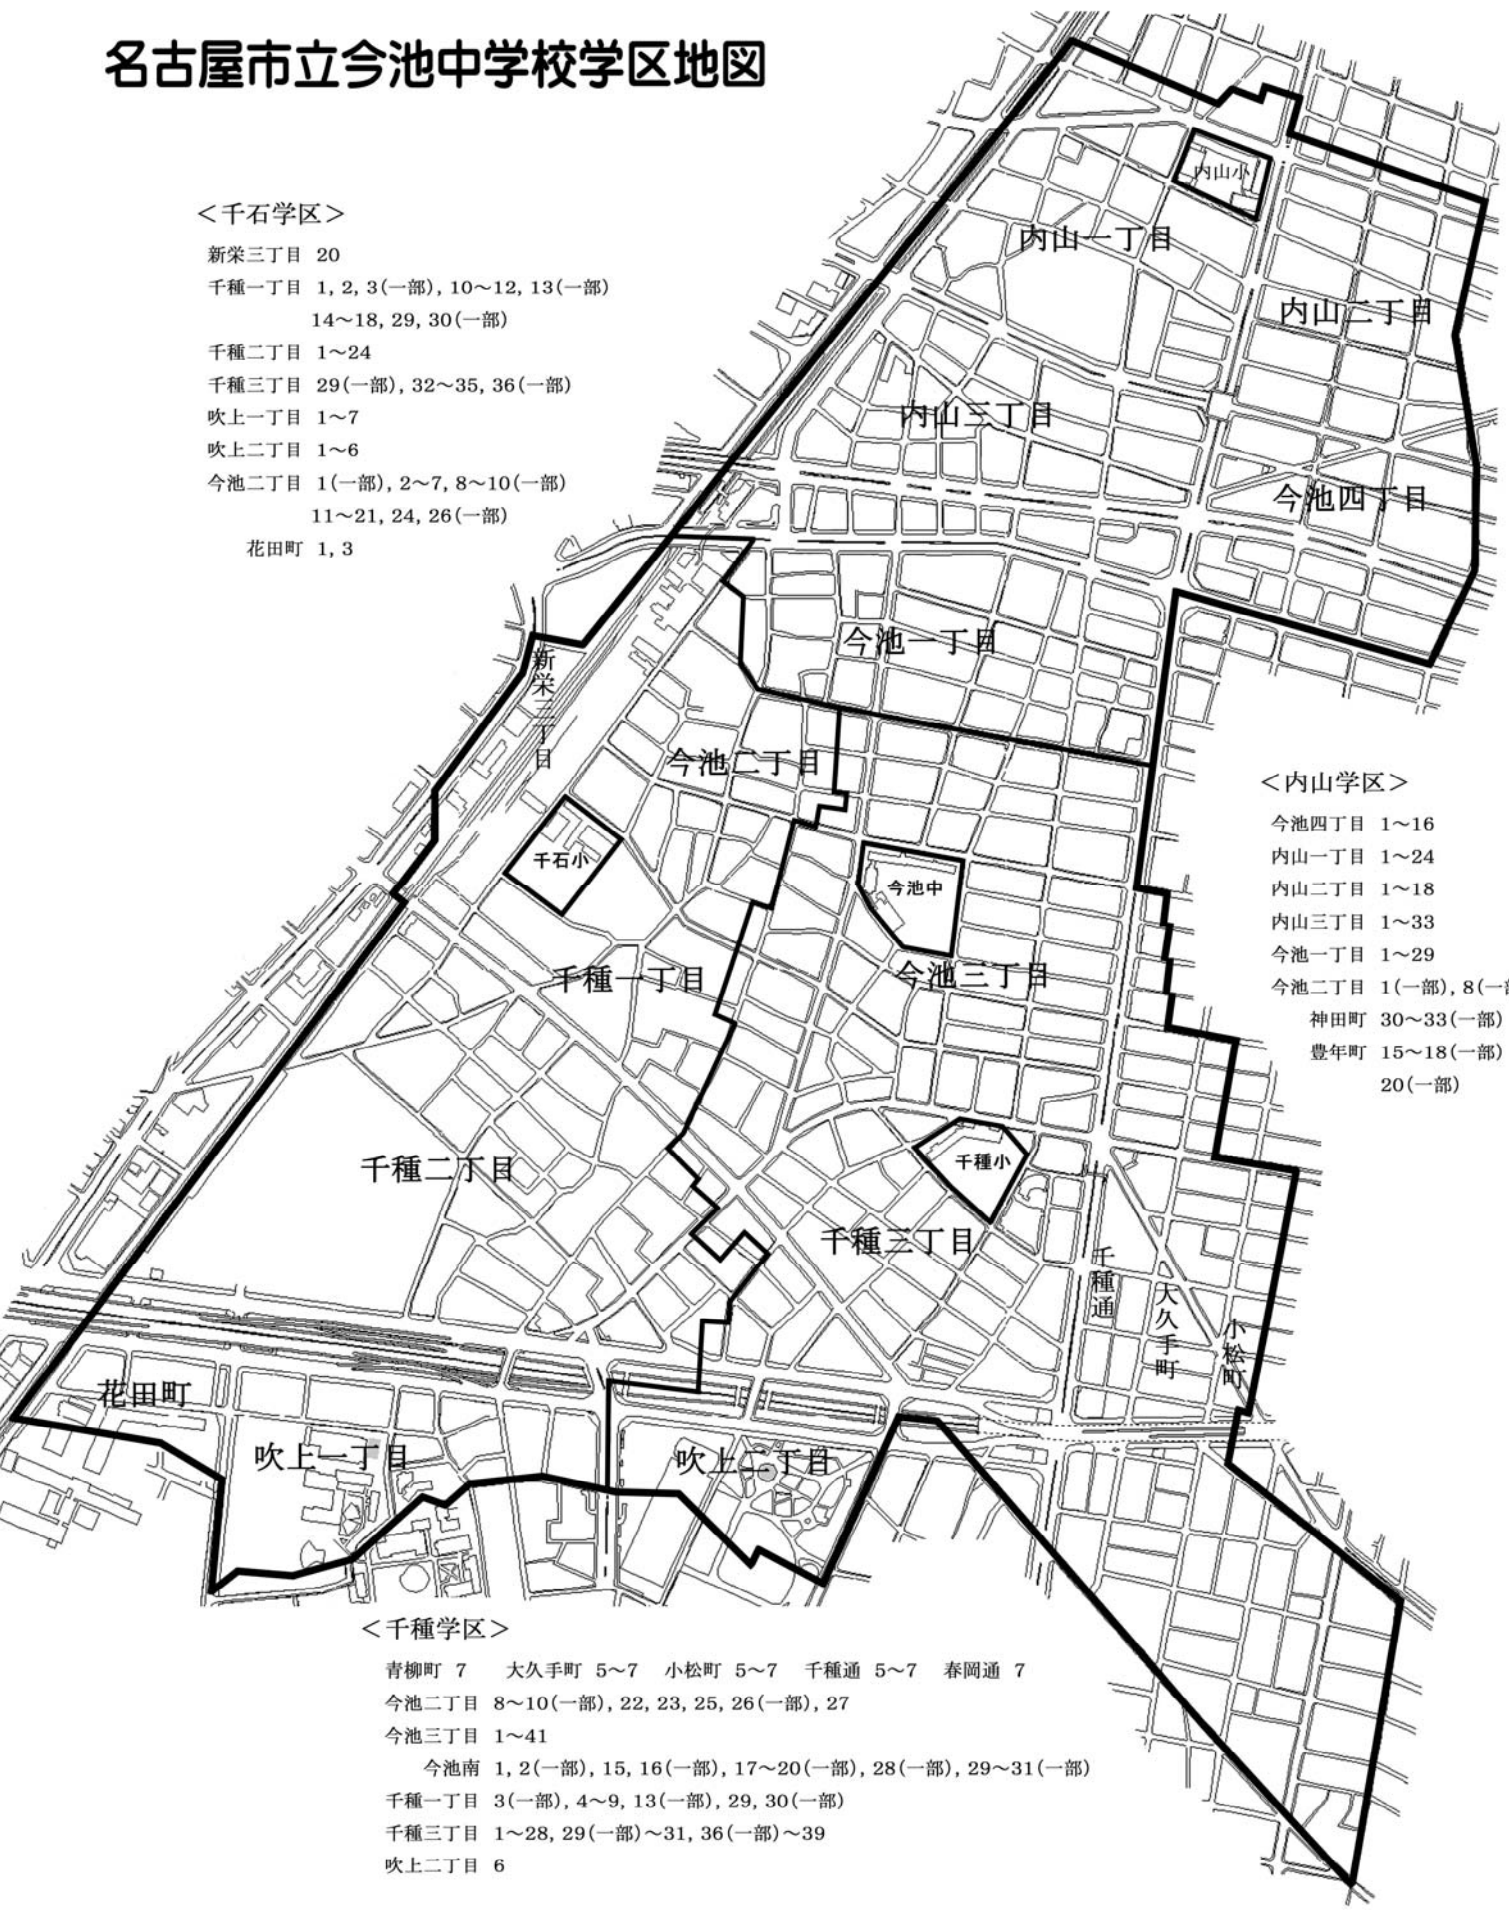 名古屋市立今池中学校学区地図
＜千石学区＞
新栄三丁目 20
千種一丁目 1, 2, 3(一部), 10～12, 13(一部)
14～18, 29, 30(一部)
千種二丁目 1～24
千種三丁目 29(一部), 32～35, 36(一部)
吹上一丁目 1～7
吹上二丁目 1～6
今池二丁目 1(一部), 2～7, 8～10(一部)
11～21, 24, 26(一部)
花田町 1, 3
内山小
内山一丁目
内山二丁目
内山三丁目
今池四丁目
今池一丁目
新栄三丁目
今池二丁目
千石小
今池中
千種一丁目
今池三丁目
千種二丁目
千種小
千種三丁目
千種通
大久手町
小松町
花田町
吹上一丁目
吹上二丁目
＜内山学区＞
今池四丁目 1～16
内山一丁目 1～24
内山二丁目 1～18
内山三丁目 1～33
今池一丁目 1～29
今池二丁目 1(一部), 8(一
神田町 30～33(一部)
豊年町 15～18(一部)
20(一部)
＜千種学区＞
青柳町 7 大久手町 5～7 小松町 5～7 千種通 5～7 春岡通 7
今池二丁目 8～10(一部), 22, 23, 25, 26(一部), 27
今池三丁目 1～41
今池南 1, 2(一部), 15, 16(一部), 17～20(一部), 28(一部), 29～31(一部)
千種一丁目 3(一部), 4～9, 13(一部), 29, 30(一部)
千種三丁目 1～28, 29(一部)～31, 36(一部)～39
吹上二丁目 6